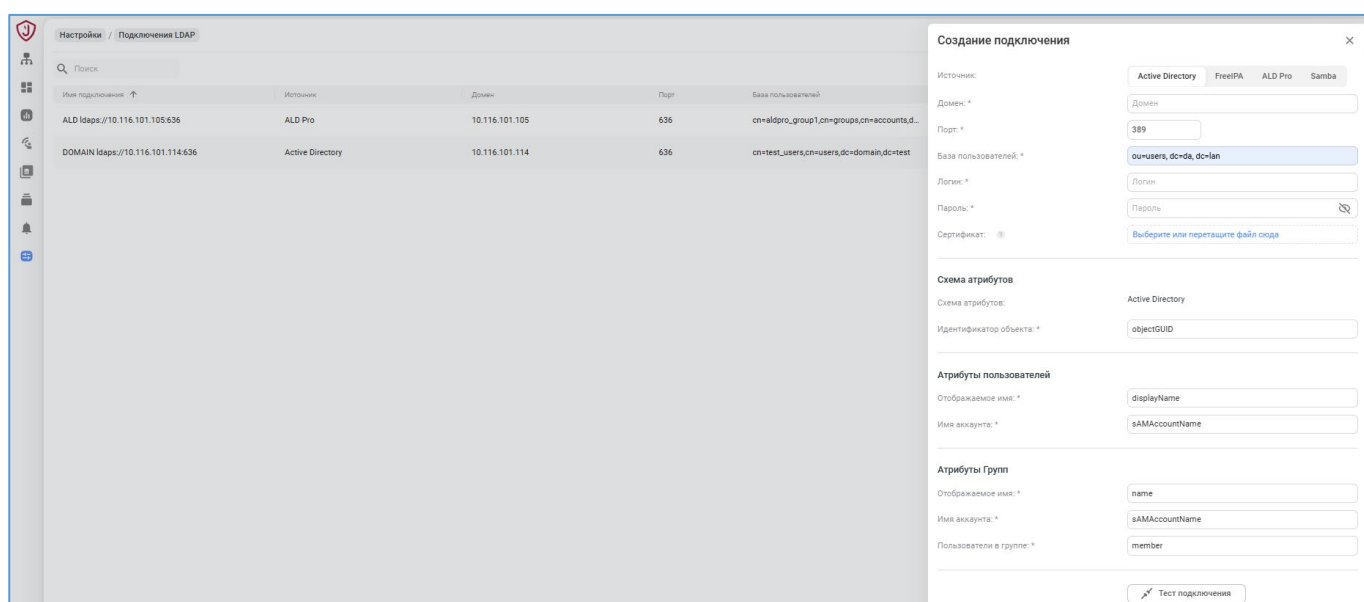 Настройки / Подключения LDAP
Поиск
Имя подключения ↑ Источник Домен Порт База пользователей
ALD ldaps://10.116.101.105:636 ALD Pro 10.116.101.105 636 cn=aldpro_group1,cn=groups,cn=accounts,d...
DOMAIN ldaps://10.116.101.114:636 Active Directory 10.116.101.114 636 cn=test_users,cn=users,dc=domain,dc=test
Создание подключения
Источник: Active Directory FreeIPA ALD Pro Samba
Домен: * Домен
Порт: * 389
База пользователей: * ou=users, dc=da, dc=lan
Логин: * Логин
Пароль: * Пароль
Сертификат: Выберите или перетащите файл сюда
Схема атрибутов
Схема атрибутов: Active Directory
Идентификатор объекта: * objectGUID
Атрибуты пользователей
Отображаемое имя: * displayName
Имя аккаунта: * sAMAccountName
Атрибуты Групп
Отображаемое имя: * name
Имя аккаунта: * sAMAccountName
Пользователи в группе: * member
Тест подключения